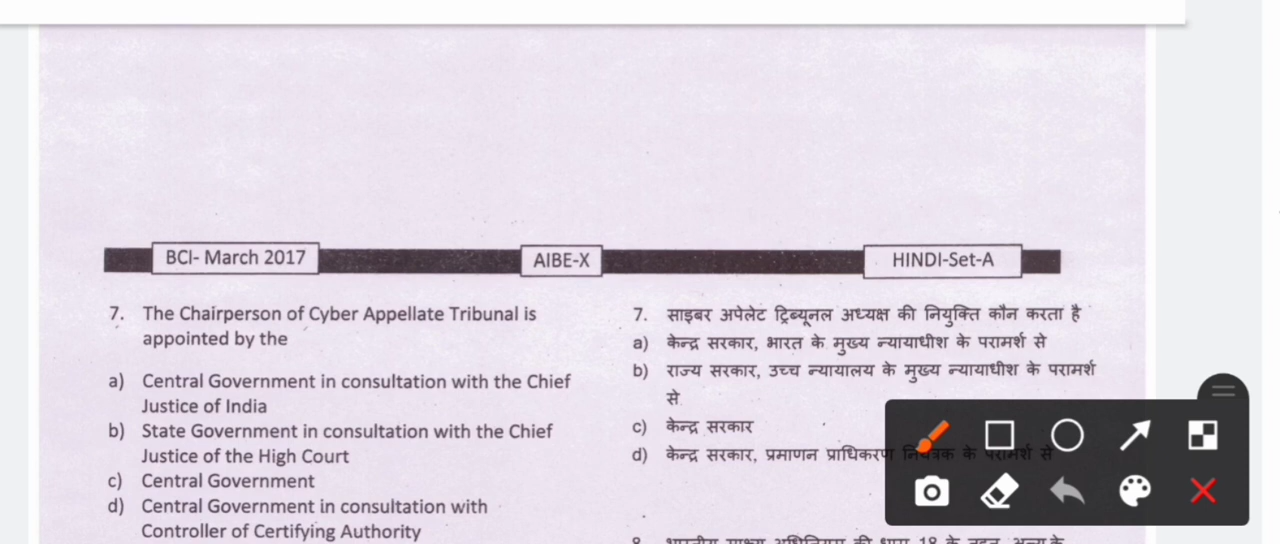 BCI- March 2017
AIBE-X
HINDI-Set-A
7. The Chairperson of Cyber Appellate Tribunal is
appointed by the
a) Central Government in consultation with the Chief
Justice of India
b) State Government in consultation with the Chief
Justice of the High Court
c) Central Government
d) Central Government in consultation with
Controller of Certifying Authority
7. साइबर अपेलेट ट्रिब्यूनल अध्यक्ष की नियुक्ति कौन करता है
a) केन्द्र सरकार, भारत के मुख्य न्यायाधीश के परामर्श से
b) राज्य सरकार, उच्च न्यायालय के मुख्य न्यायाधीश के परामर्श
से
c) केन्द्र सरकार
d) केन्द्र सरकार, प्रमाणन प्राधिकरण नियंत्रक के परामर्श से